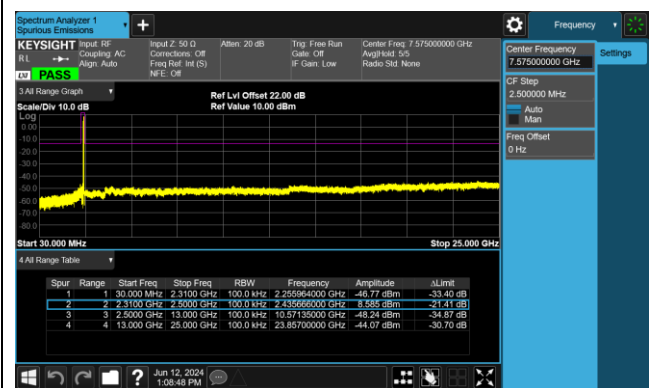 Spectrum Analyzer 1
Spurious Emissions
Frequency
KEYSIGHT Input: RF Input Z: 50 Ω Atten: 20 dB Trig: Free Run Center Freq: 7.575000000 GHz
RL Coupling: AC Corrections: Off Gate: Off Avg|Hold: 5/5
Align: Auto Freq Ref: Int (S) IF Gain: Low Radio Std: None
LXI PASS NFE: Off
Center Frequency
7.575000000 GHz
Settings
CF Step
2.500000 MHz
Auto
Man
Freq Offset
0 Hz
3 All Range Graph
Ref Lvl Offset 22.00 dB
Scale/Div 10.0 dB Ref Value 10.00 dBm
Log
0.00
-10.0
-20.0
-30.0
-40.0
-50.0
-60.0
-70.0
-80.0
Start 30.000 MHz Stop 25.000 GHz
4 All Range Table
Spur Range Start Freq Stop Freq RBW Frequency Amplitude ΔLimit
1 1 30.000 MHz 2.3100 GHz 100.0 kHz 2.255964000 GHz -46.77 dBm -33.40 dB
2 2 2.3100 GHz 2.5000 GHz 100.0 kHz 2.435666000 GHz 8.585 dBm -21.41 dB
3 3 2.5000 GHz 13.000 GHz 100.0 kHz 10.57135000 GHz -48.24 dBm -34.87 dB
4 4 13.000 GHz 25.000 GHz 100.0 kHz 23.85700000 GHz -44.07 dBm -30.70 dB
Jun 12, 2024
1:08:48 PM